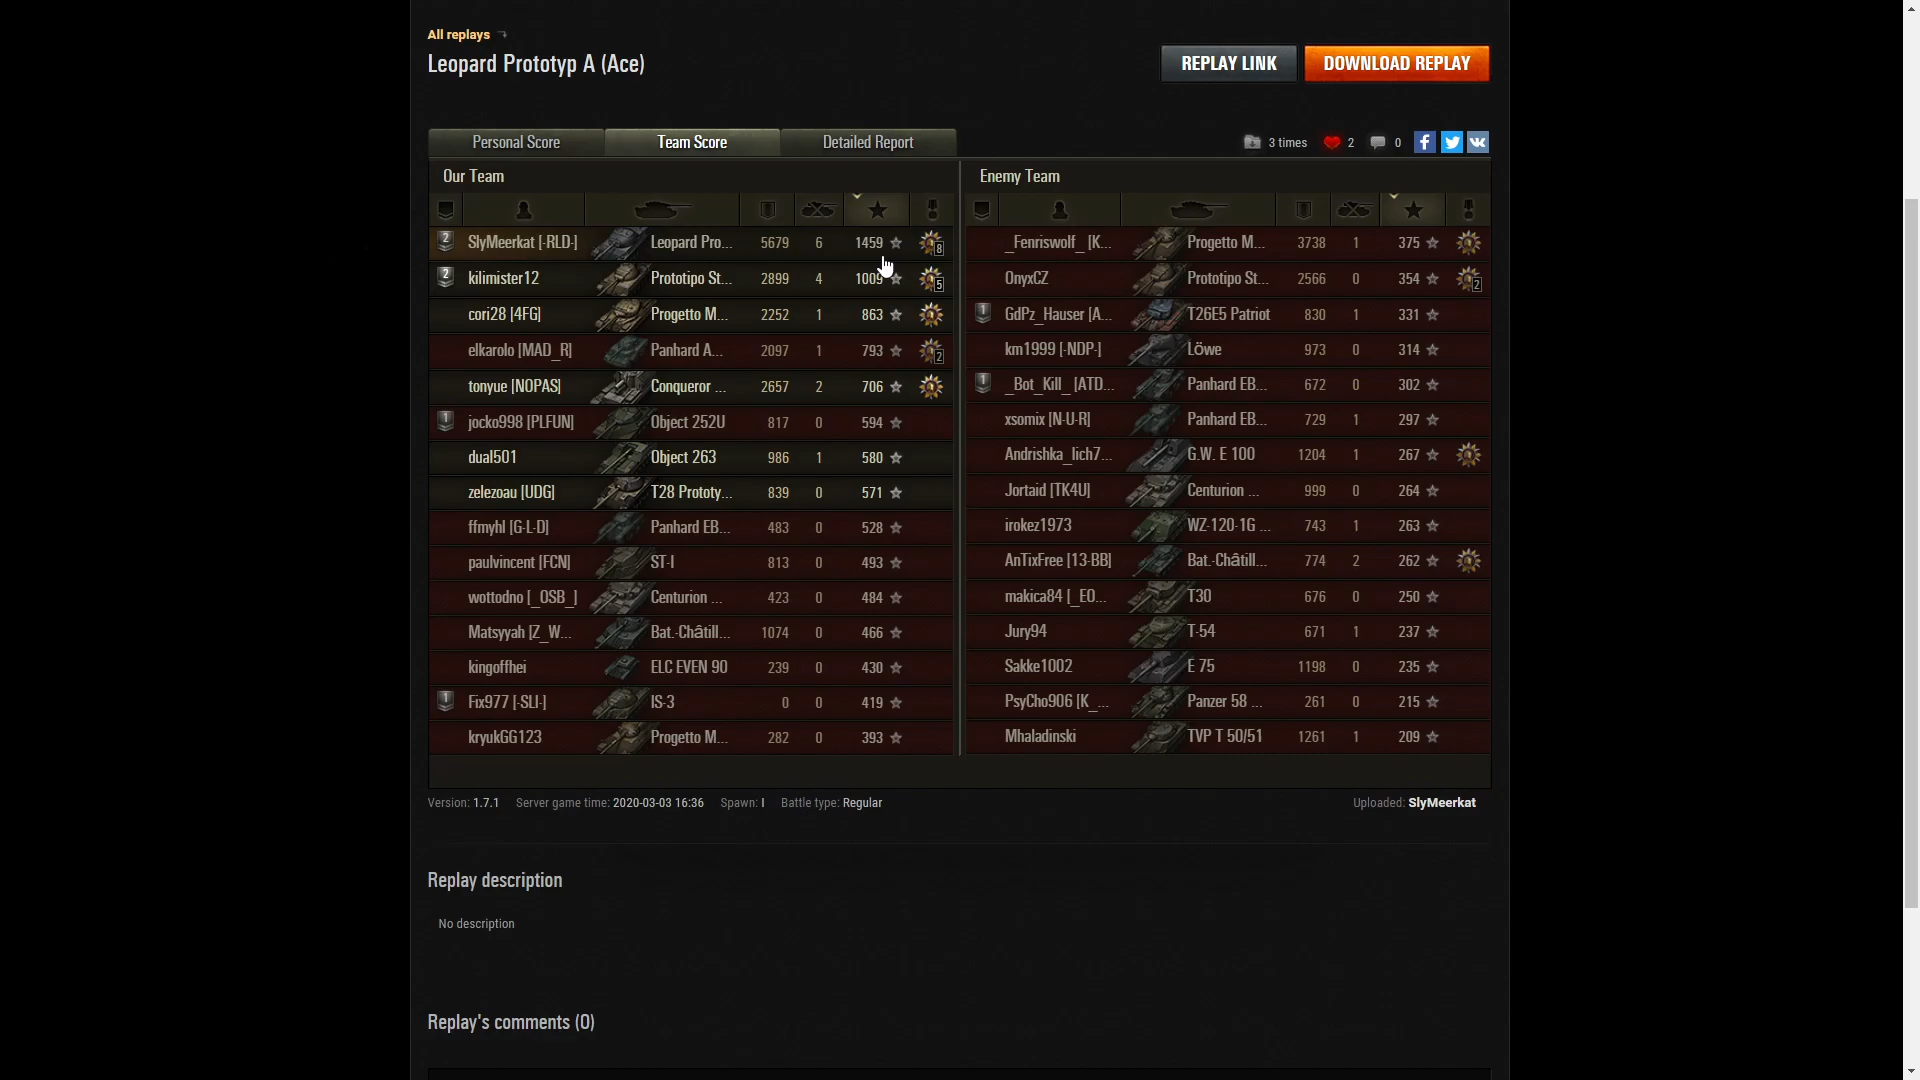 All replays
Leopard Prototyp A (Ace)
REPLAY LINK
DOWNLOAD REPLAY
Personal Score
Team Score
Detailed Report
3 times
2
0
Our Team
2 SlyMeerkat [-RLD-] Leopard Pro... 5679 6 1459 8
2 kilimister12 Prototipo St... 2899 4 1009 5
cori28 [4FG] Progetto M... 2252 1 863
elkarolo [MAD_R] Panhard A... 2097 1 793 2
tonyue [NOPAS] Conqueror ... 2657 2 706
1 jocko998 [PLFUN] Object 252U 817 0 594
dual501 Object 263 986 1 580
zelezoau [UDG] T28 Prototy... 839 0 571
ffmyhl [G-L-D] Panhard EB... 483 0 528
paulvincent [FCN] ST-I 813 0 493
wottodno [_OSB_] Centurion ... 423 0 484
Matsyyah [Z_W... Bat.-Châtill... 1074 0 466
kingoffhei ELC EVEN 90 239 0 430
1 Fix977 [-SLI-] IS-3 0 0 419
kryukGG123 Progetto M... 282 0 393
Enemy Team
_Fenriswolf_ [K... Progetto M... 3738 1 375
OnyxCZ Prototipo St... 2566 0 354 2
1 GdPz_Hauser [A... T26E5 Patriot 830 1 331
km1999 [-NDP-] Löwe 973 0 314
1 _Bot_Kill_ [ATD... Panhard EB... 672 0 302
xsomix [N-U-R] Panhard EB... 729 1 297
Andrishka_lich7... G.W. E 100 1204 1 267
Jortaid [TK4U] Centurion ... 999 0 264
irokez1973 WZ-120-1G ... 743 1 263
AnTixFree [13-BB] Bat.-Châtill... 774 2 262
makica84 [_EO... T30 676 0 250
Jury94 T-54 671 1 237
Sakke1002 E 75 1198 0 235
PsyCho906 [K_... Panzer 58 ... 261 0 215
Mhaladinski TVP T 50/51 1261 1 209
Version: 1.7.1 Server game time: 2020-03-03 16:36 Spawn: I Battle type: Regular
Uploaded: SlyMeerkat
Replay description
No description
Replay's comments (0)